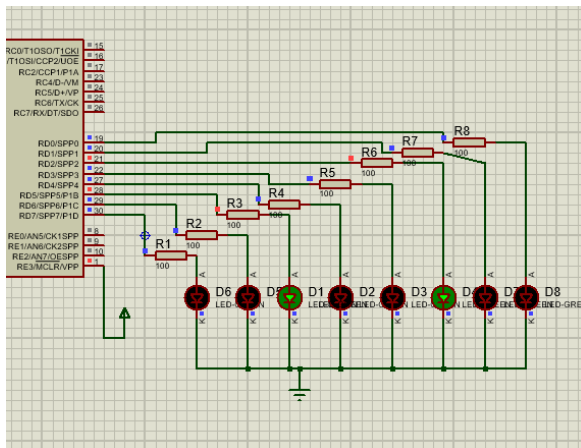 RC0/T1OSO/T1CKI 15
/T1OSI/CCP2/UOE 16
RC2/CCP1/P1A 17
RC4/D-/VM 23
RC5/D+/VP 24
RC6/TX/CK 25
RC7/RX/DT/SDO 26
RD0/SPP0 19
RD1/SPP1 20
RD2/SPP2 21
RD3/SPP3 22
RD4/SPP4 27
RD5/SPP5/P1B 28
RD6/SPP6/P1C 29
RD7/SPP7/P1D 30
RE0/AN5/CK1SPP 8
RE1/AN6/CK2SPP 9
RE2/AN7/OESPP 10
RE3/MCLR/VPP 1
R8
100
R7
100
R6
100
R5
100
R4
100
R3
100
R2
100
R1
100
A A A A A A A A
D6 D5 D1 D2 D3 D4 D7 D8
K K K K K K K K